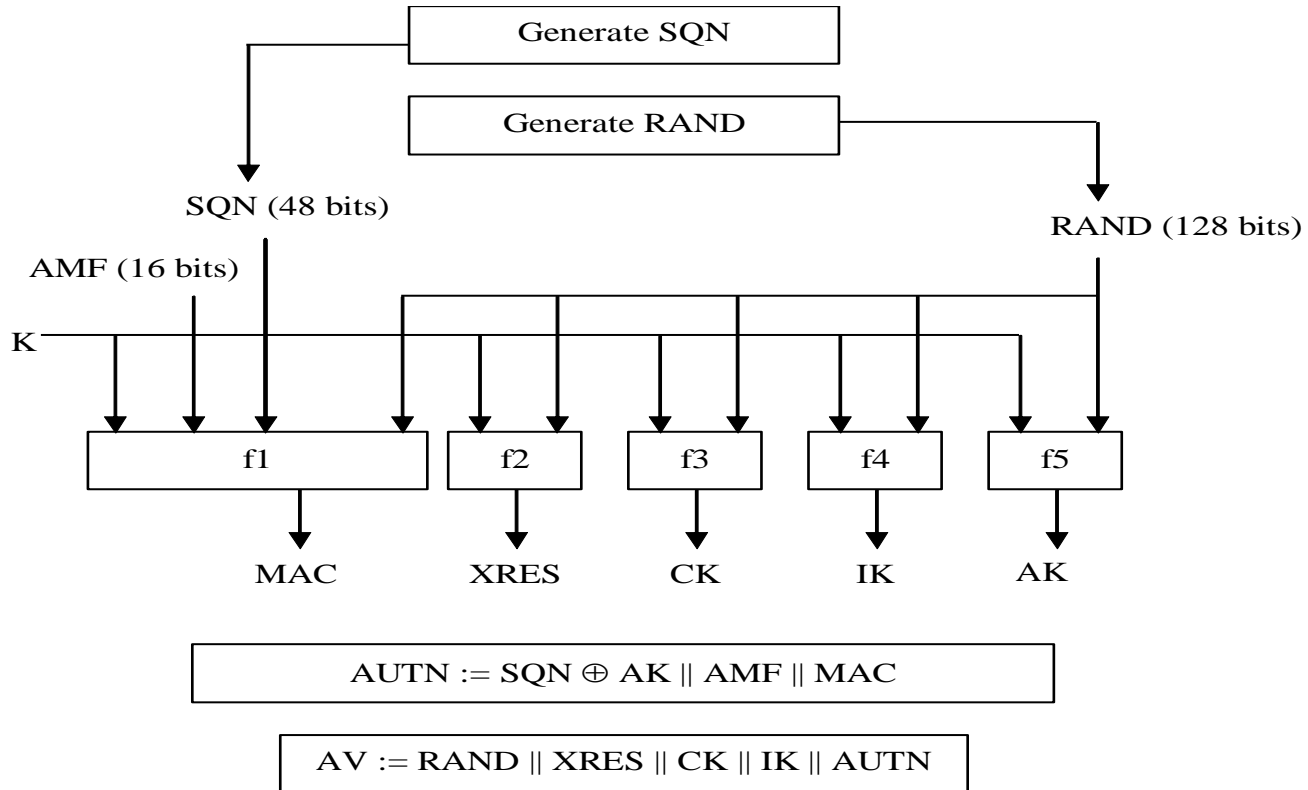 Generate SQN
Generate RAND
SQN (48 bits)
RAND (128 bits)
AMF (16 bits)
K
f1
f2
f3
f4
f5
MAC
XRES
CK
IK
AK
AUTN := SQN ⊕ AK || AMF || MAC
AV := RAND || XRES || CK || IK || AUTN